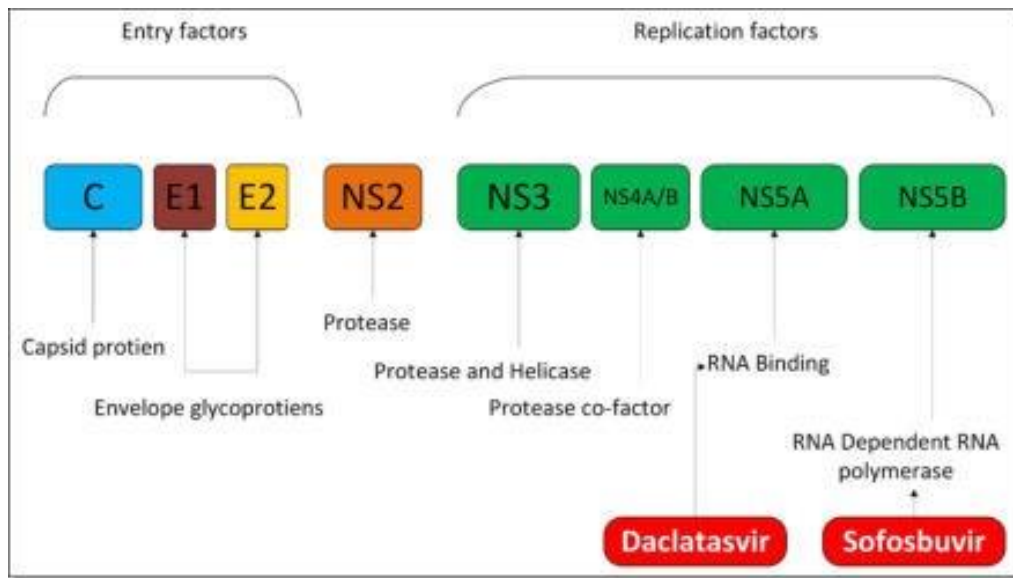 Entry factors
Replication factors
C
E1
E2
NS2
NS3
NS4A/B
NS5A
NS5B
Capsid protien
Envelope glycoprotiens
Protease
Protease and Helicase
Protease co-factor
RNA Binding
RNA Dependent RNA
polymerase
Daclatasvir
Sofosbuvir